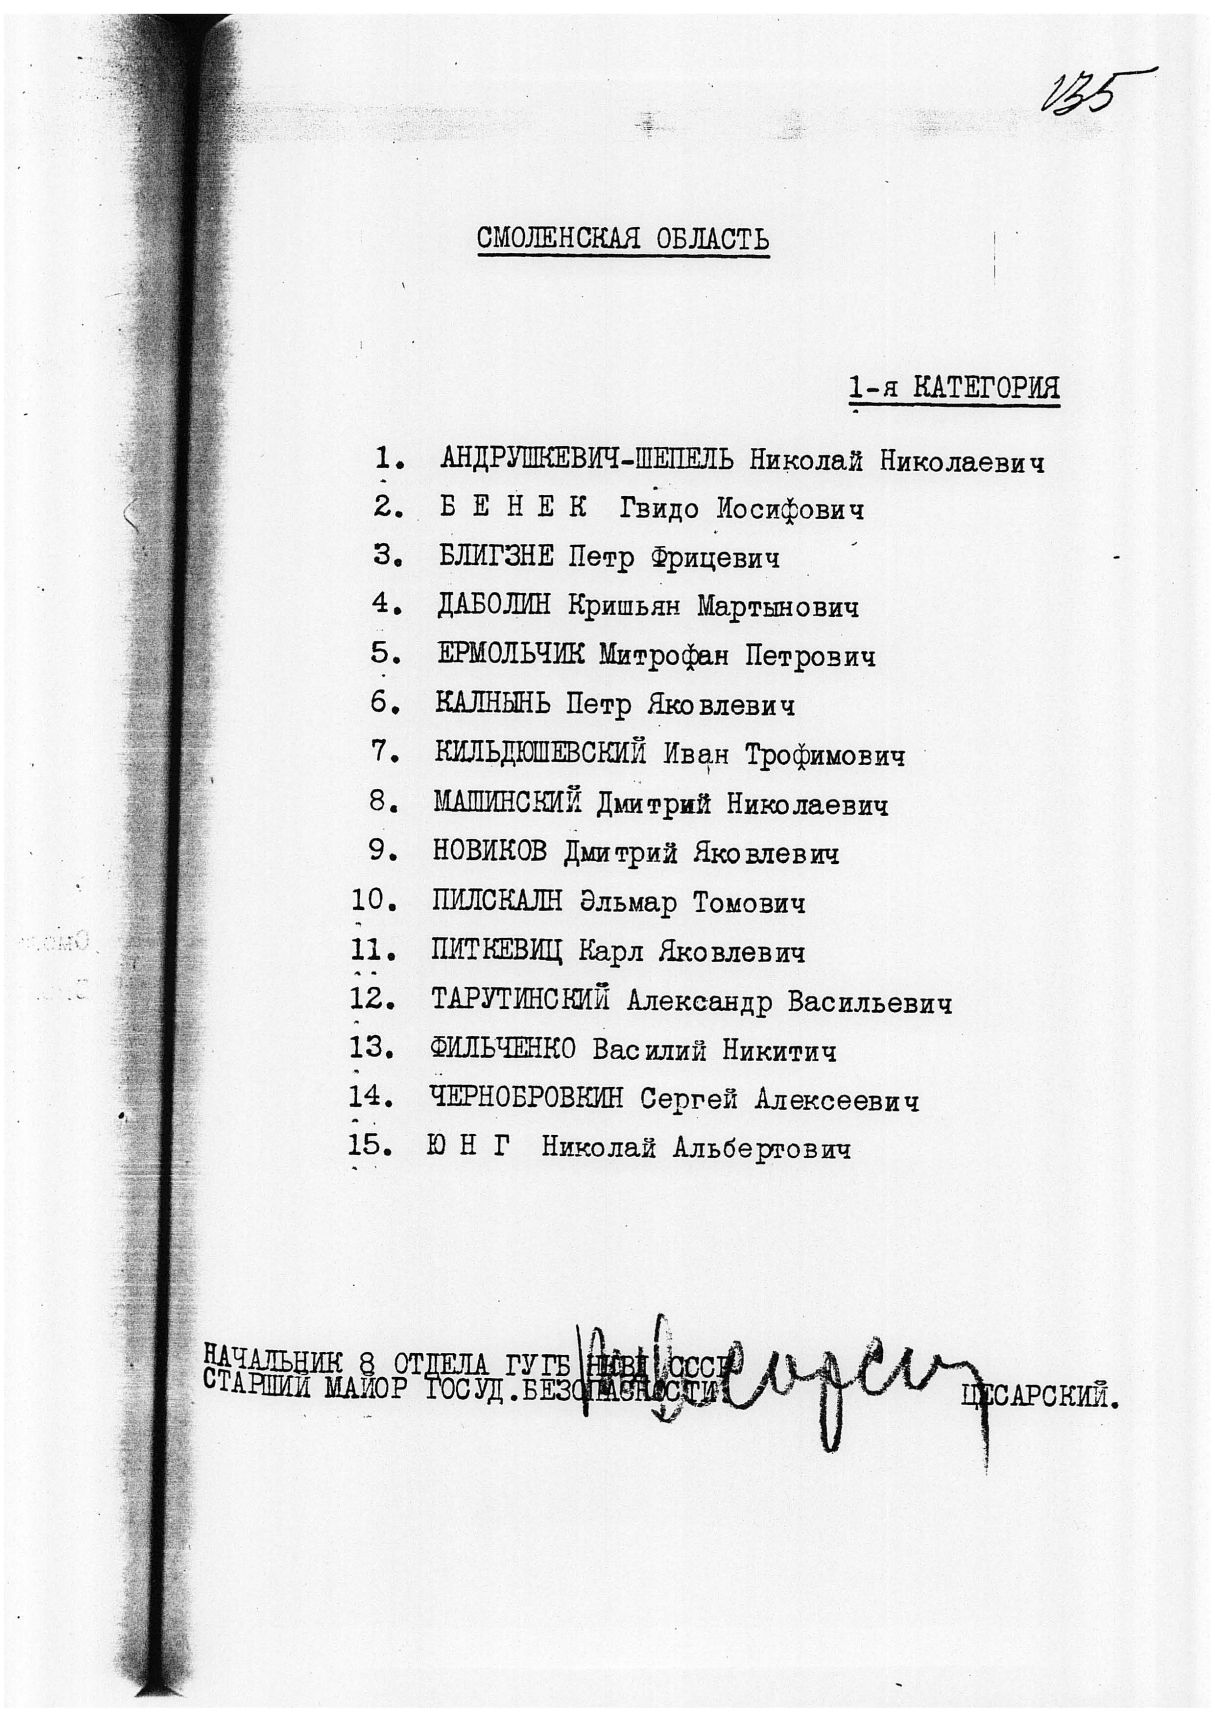 135
СМОЛЕНСКАЯ ОБЛАСТЬ
1-я КАТЕГОРИЯ
1. АНДРУШКЕВИЧ-ШЕПЕЛЬ Николай Николаевич
2. Б Е Н Е К Гвидо Иосифович
3. БЛИГЗНЕ Петр Фрицевич
4. ДАБОЛИН Кришьян Мартынович
5. ЕРМОЛЬЧИК Митрофан Петрович
6. КАЛНЫНЬ Петр Яковлевич
7. КИЛЬДЮШЕВСКИЙ Иван Трофимович
8. МАШИНСКИЙ Дмитрий Николаевич
9. НОВИКОВ Дмитрий Яковлевич
10. ПИЛСКАЛН Эльмар Томович
11. ПИТКЕВИЦ Карл Яковлевич
12. ТАРУТИНСКИЙ Александр Васильевич
13. ФИЛЬЧЕНКО Василий Никитич
14. ЧЕРНОБРОВКИН Сергей Алексеевич
15. Ю Н Г Николай Альбертович
НАЧАЛЬНИК 8 ОТДЕЛА ГУГБ НКВД СССР
СТАРШИЙ МАЙОР ГОСУД.БЕЗОПАСНОСТИ
ЦЕСАРСКИЙ.